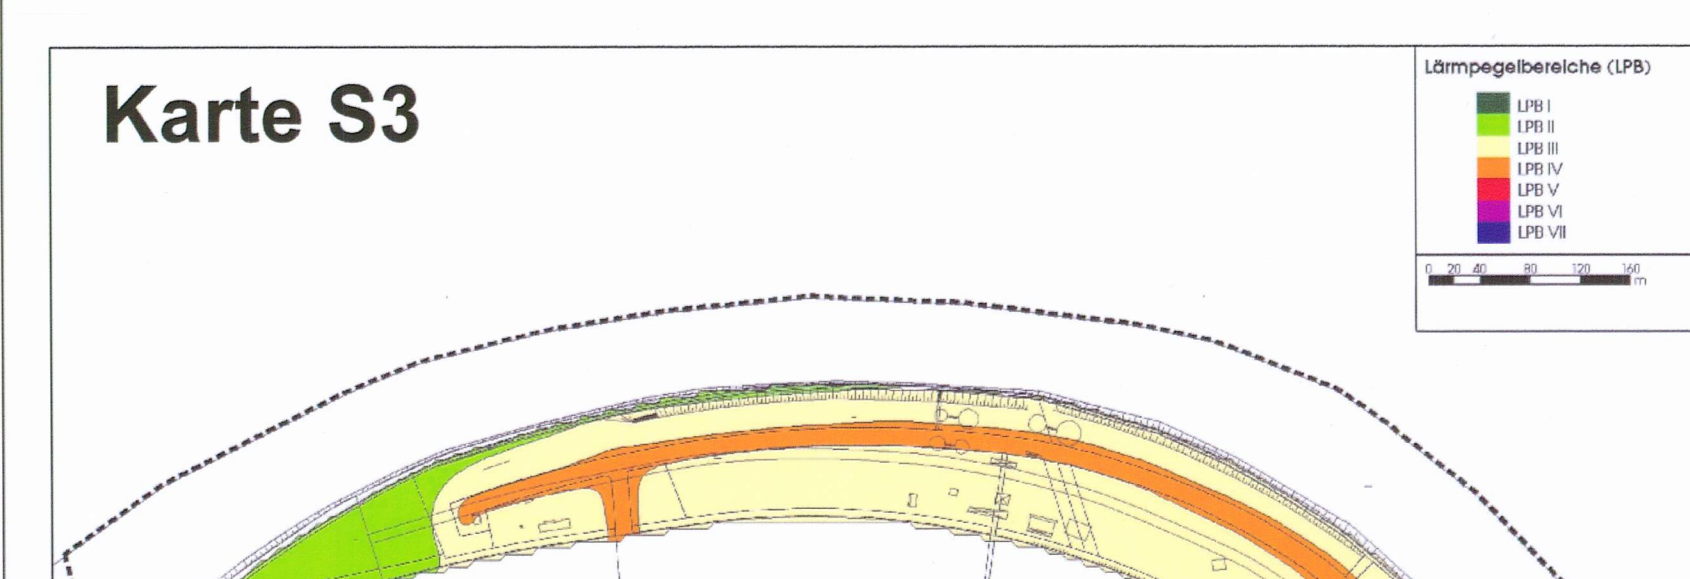 Karte S3
Lärmpegelbereiche (LPB)
LPB I
LPB II
LPB III
LPB IV
LPB V
LPB VI
LPB VII
0 20 40 80 120 160
m